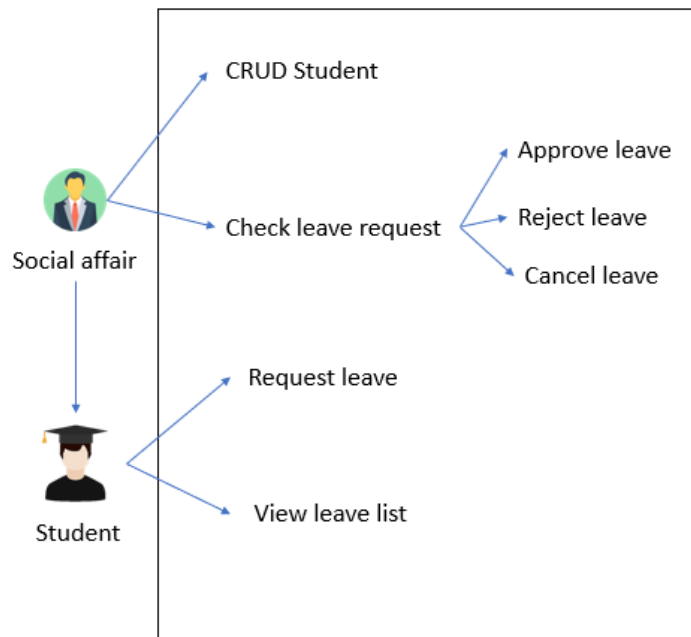 CRUD Student
Approve leave
Check leave request
Reject leave
Social affair
Cancel leave
Request leave
View leave list
Student